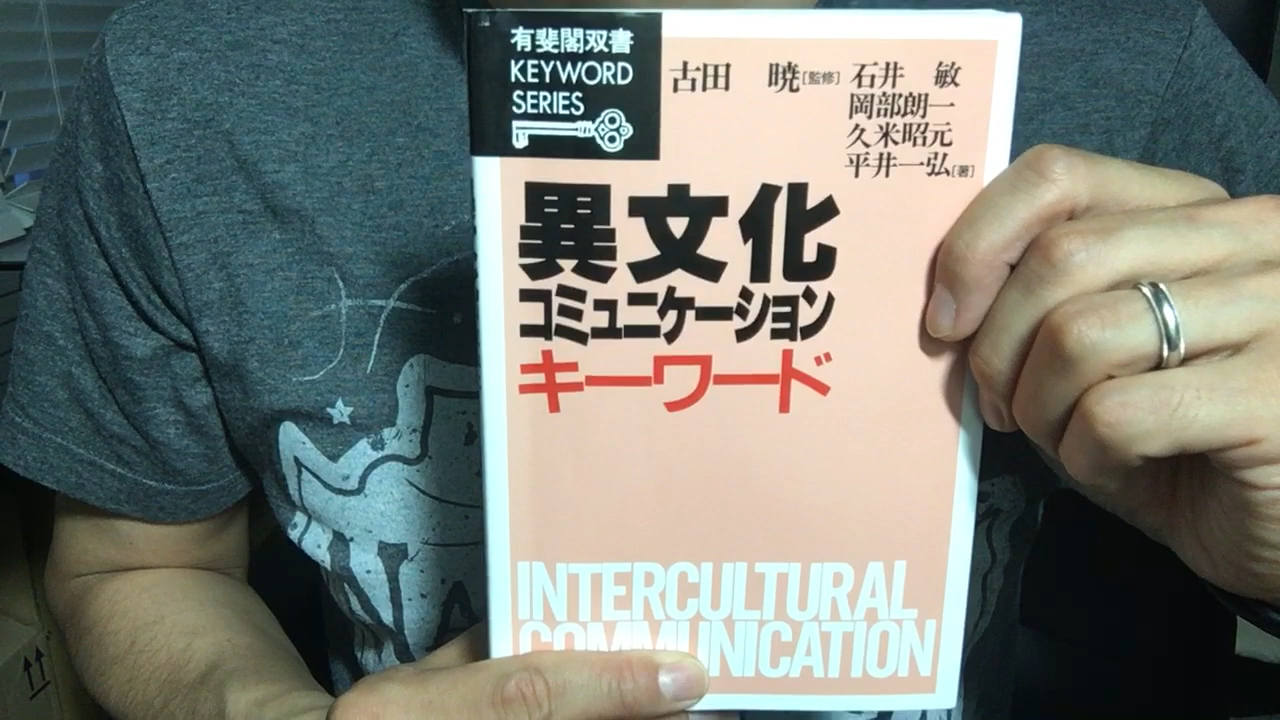 有斐閣双書
KEYWORD
SERIES
古田 暁[監修]
石井 敏
岡部朗一
久米昭元
平井一弘[著]
異文化
コミュニケーション
キーワード
INTERCULTURAL
COMMUNICATION